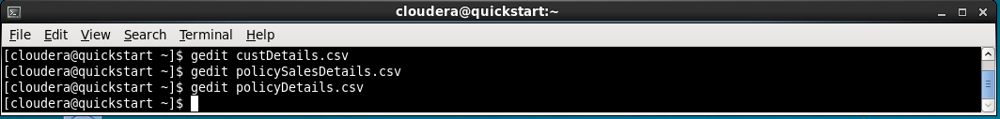 cloudera@quickstart:~
File Edit View Search Terminal Help
[cloudera@quickstart ~]$ gedit custDetails.csv
[cloudera@quickstart ~]$ gedit policySalesDetails.csv
[cloudera@quickstart ~]$ gedit policyDetails.csv
[cloudera@quickstart ~]$